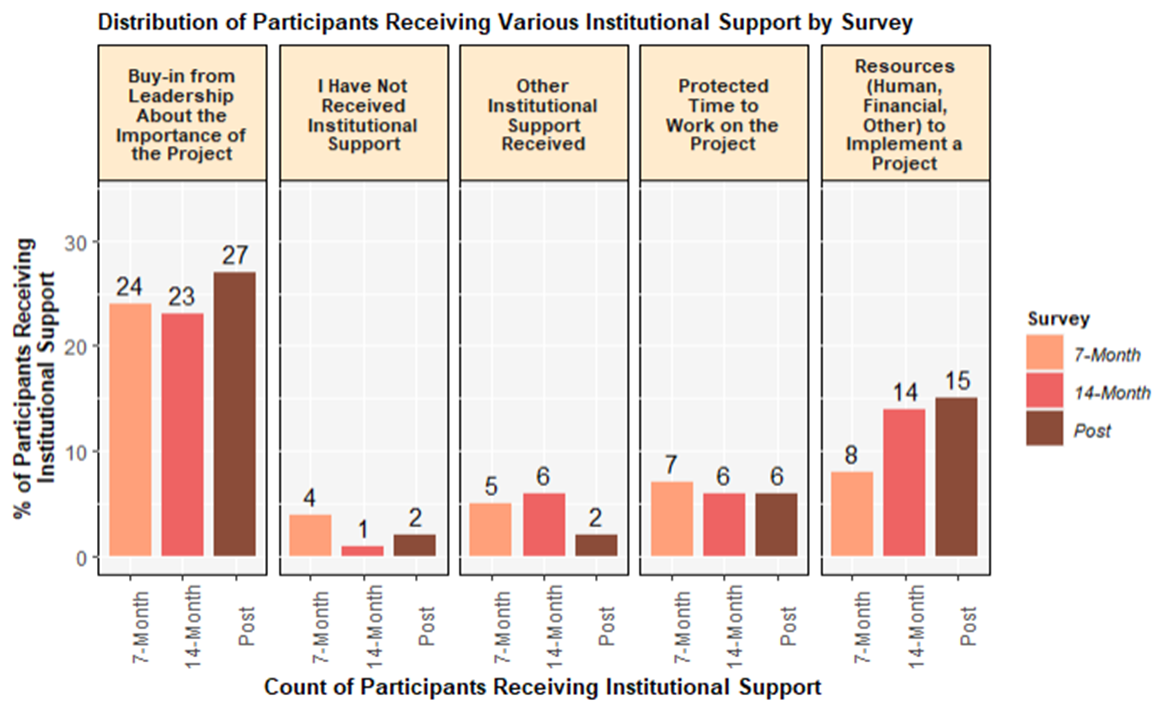 Distribution of Participants Receiving Various Institutional Support by Survey
Buy-in from
Leadership
About the
Importance of
the Project
I Have Not
Received
Institutional
Support
Other
Institutional
Support
Received
Protected
Time to
Work on the
Project
Resources
(Human,
Financial,
Other) to
Implement a
Project
% of Participants Receiving
Institutional Support
30
20
10
0
24
23
27
4
1
2
5
6
2
7
6
6
8
14
15
7-Month
14-Month
Post
7-Month
14-Month
Post
7-Month
14-Month
Post
7-Month
14-Month
Post
7-Month
14-Month
Post
Count of Participants Receiving Institutional Support
Survey
7-Month
14-Month
Post